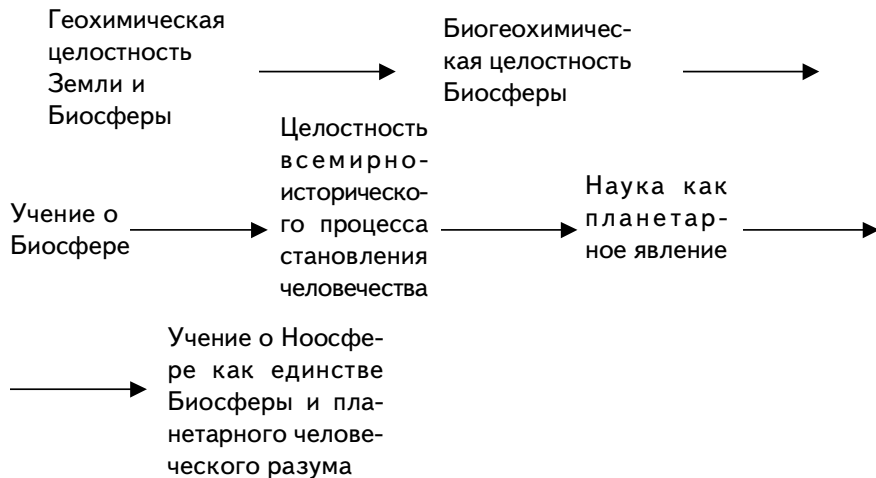 Геохимическая
целостность
Земли и
Биосферы
Биогеохимичес-
кая целостность
Биосферы
Учение о
Биосфере
Целостность
всемирно-
историческо-
го процесса
становления
человечества
Наука как
планетар-
ное явление
Учение о Ноосфе-
ре как единстве
Биосферы и пла-
нетарного челове-
ческого разума